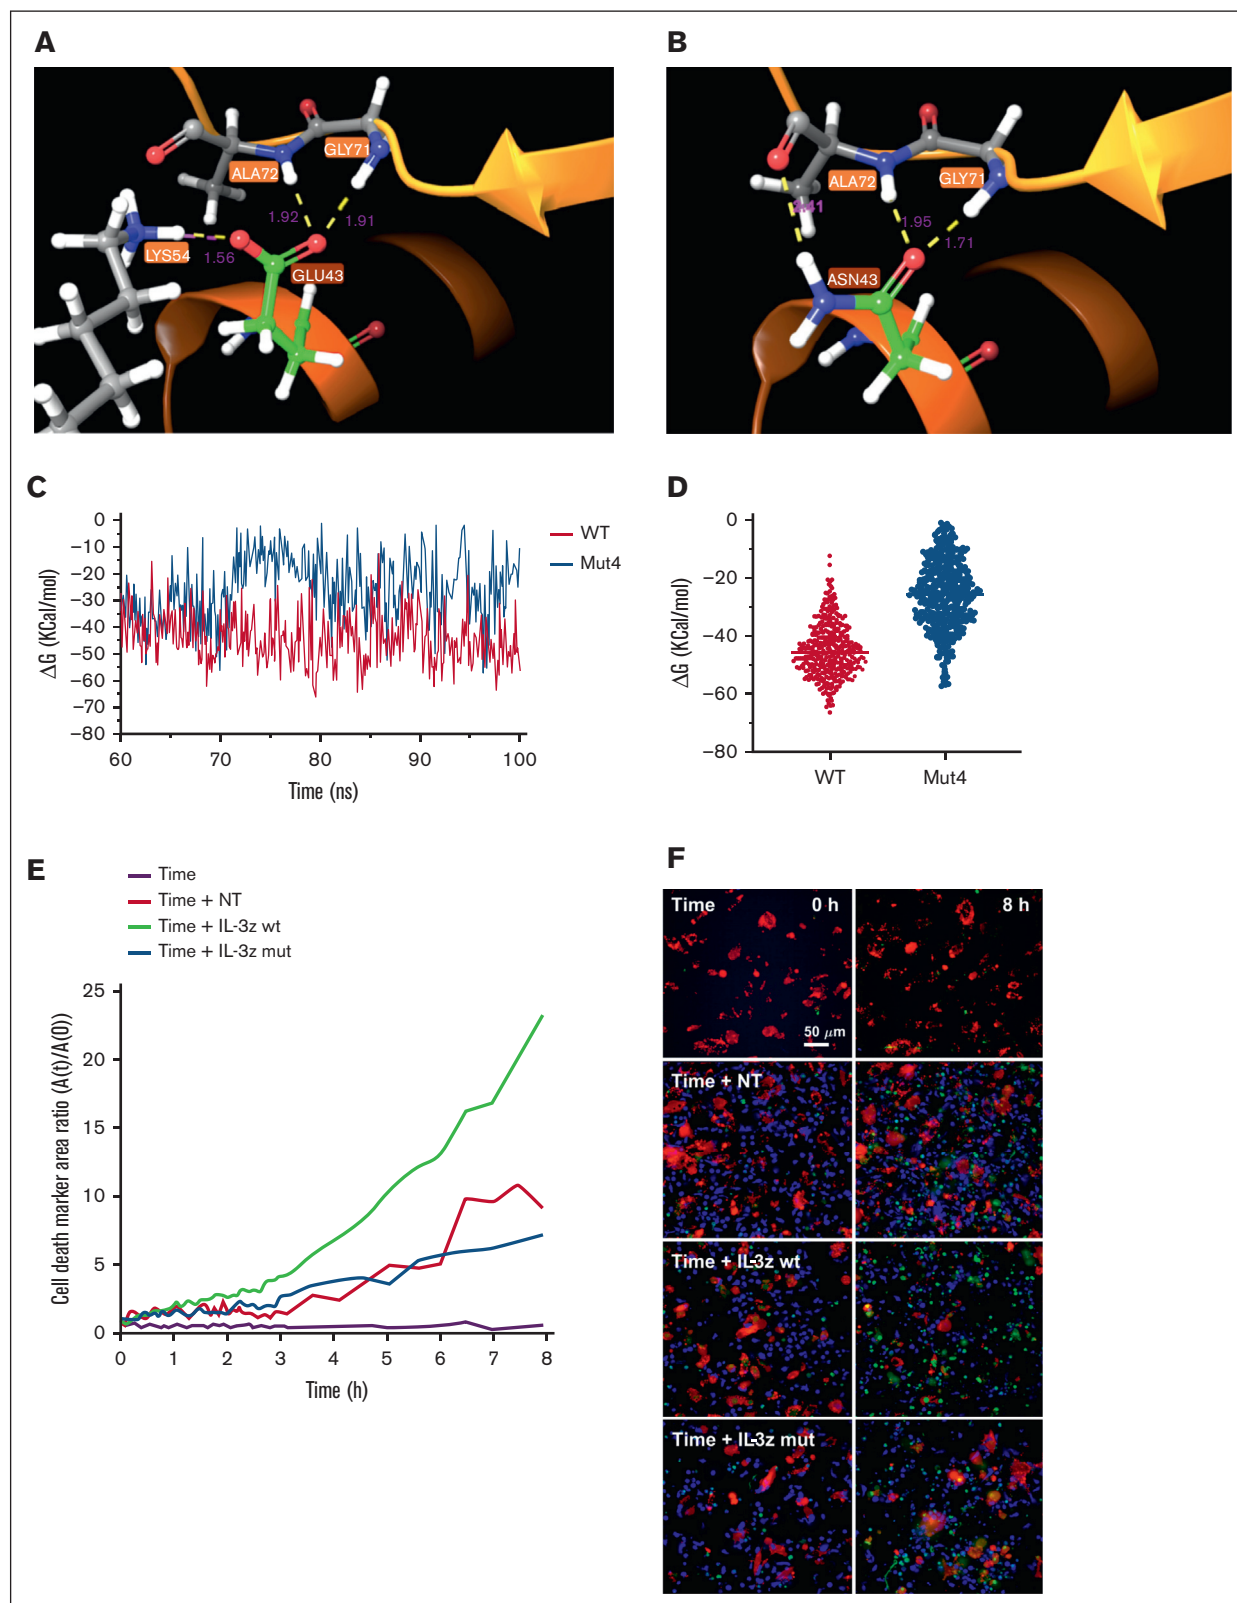 A
ALA72
GLY71
1.92
1.91
LYS54
1.56
GLU43
B
ALA72
GLY71
1.95
1.71
ASN43
C
0
−10
−20
−30
−40
−50
−60
−70
−80
ΔG (KCal/mol)
60
70
80
90
100
Time (ns)
WT
Mut4
D
0
−20
−40
−60
−80
ΔG (KCal/mol)
WT
Mut4
E
Time
Time + NT
Time + IL-3z wt
Time + IL-3z mut
25
20
15
10
5
0
Cell death marker area ratio (A(t)/A(0))
0
1
2
3
4
5
6
7
8
Time (h)
F
Time
0 h
8 h
50 μm
Time + NT
Time + IL-3z wt
Time + IL-3z mut